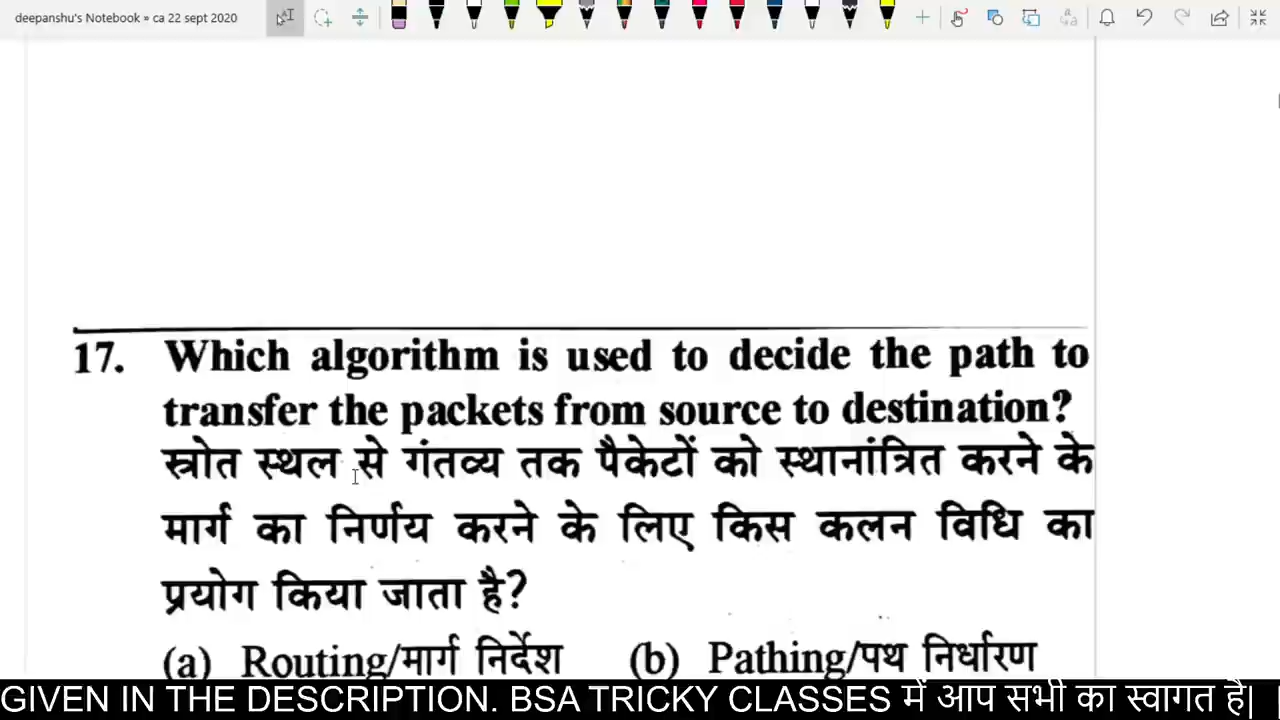 deepanshu's Notebook » ca 22 sept 2020
17. Which algorithm is used to decide the path to
transfer the packets from source to destination?
स्त्रोत स्थल से गंतव्य तक पैकेटों को स्थानांत्रित करने के
मार्ग का निर्णय करने के लिए किस कलन विधि का
प्रयोग किया जाता है?
(a) Routing/मार्ग निर्देश (b) Pathing/पथ निर्धारण
GIVEN IN THE DESCRIPTION. BSA TRICKY CLASSES में आप सभी का स्वागत है|